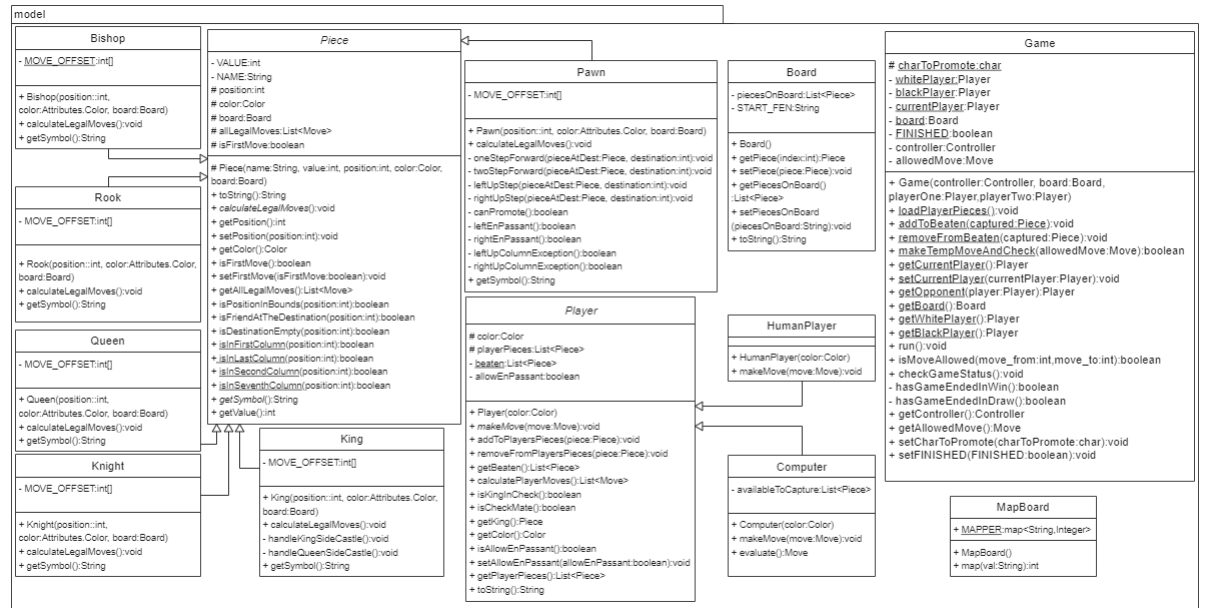 model
Bishop
- MOVE_OFFSET:int[]
+ Bishop(position::int,
color:Attributes.Color, board:Board)
+ calculateLegalMoves():void
+ getSymbol():String
Rook
- MOVE_OFFSET:int[]
+ Rook(position::int, color:Attributes.Color,
board:Board)
+ calculateLegalMoves():void
+ getSymbol():String
Queen
- MOVE_OFFSET:int[]
+ Queen(position::int,
color:Attributes.Color, board:Board)
+ calculateLegalMoves():void
+ getSymbol():String
Knight
- MOVE_OFFSET:int[]
+ Knight(position::int,
color:Attributes.Color, board:Board)
+ calculateLegalMoves():void
+ getSymbol():String
Piece
- VALUE:int
- NAME:String
# position:int
# color:Color
# board:Board
# allLegalMoves:List<Move>
# isFirstMove:boolean
# Piece(name:String, value:int, position:int, color:Color,
board:Board)
+ toString():String
+ calculateLegalMoves():void
+ getPosition():int
+ setPosition(position:int):void
+ getColor():Color
+ isFirstMove():boolean
+ setFirstMove(isFirstMove:boolean):void
+ getAllLegalMoves():List<Move>
+ isPositionInBounds(position:int):boolean
+ isFriendAtTheDestination(position:int):boolean
+ isDestinationEmpty(position:int):boolean
+ isInFirstColumn(position:int):boolean
+ isInLastColumn(position:int):boolean
+ isInSecondColumn(position:int):boolean
+ isInSeventhColumn(position:int):boolean
+ getSymbol():String
+ getValue():int
King
- MOVE_OFFSET:int[]
+ King(position::int, color:Attributes.Color,
board:Board)
+ calculateLegalMoves():void
- handleKingSideCastle():void
- handleQueenSideCastle():void
+ getSymbol():String
Pawn
- MOVE_OFFSET:int[]
+ Pawn(position::int, color:Attributes.Color, board:Board)
+ calculateLegalMoves():void
- oneStepForward(pieceAtDest:Piece, destination:int):void
- twoStepForward(pieceAtDest:Piece, destination:int):void
- leftUpStep(pieceAtDest:Piece, destination:int):void
- rightUpStep(pieceAtDest:Piece, destination:int):void
- canPromote():boolean
- leftEnPassant():boolean
- rightEnPassant():boolean
- leftUpColumnException():boolean
- rightUpColumnException():boolean
+ getSymbol():String
Player
# color:Color
# playerPieces:List<Piece>
- beaten:List<Piece>
- allowEnPassant:boolean
+ Player(color:Color)
+ makeMove(move:Move):void
+ addToPlayersPieces(piece:Piece):void
+ removeFromPlayersPieces(piece:Piece):void
+ getBeaten():List<Piece>
+ calculatePlayerMoves():List<Move>
+ isKingInCheck():boolean
+ isCheckMate():boolean
+ getKing():Piece
+ getColor():Color
+ isAllowEnPassant():boolean
+ setAllowEnPassant(allowEnPassant:boolean):void
+ getPlayerPieces():List<Piece>
+ toString():String
Board
- piecesOnBoard:List<Piece>
- START_FEN:String
+ Board()
+ getPiece(index:int):Piece
+ setPiece(piece:Piece):void
+ getPiecesOnBoard()
:List<Piece>
+ setPiecesOnBoard
(piecesOnBoard:String):void
+ toString():String
HumanPlayer
+ HumanPlayer(color:Color)
+ makeMove(move:Move):void
Computer
- availableToCapture:List<Piece>
+ Computer(color:Color)
+ makeMove(move:Move):void
+ evaluate():Move
Game
# charToPromote:char
- whitePlayer:Player
- blackPlayer:Player
- currentPlayer:Player
- board:Board
- FINISHED:boolean
- controller:Controller
- allowedMove:Move
+ Game(controller:Controller, board:Board,
playerOne:Player,playerTwo:Player)
+ loadPlayerPieces():void
+ addToBeaten(captured:Piece):void
+ removeFromBeaten(captured:Piece):void
+ makeTempMoveAndCheck(allowedMove:Move):boolean
+ getCurrentPlayer():Player
+ setCurrentPlayer(currentPlayer:Player):void
+ getOpponent(player:Player):Player
+ getBoard():Board
+ getWhitePlayer():Player
+ getBlackPlayer():Player
+ run():void
+ isMoveAllowed(move_from:int,move_to:int):boolean
+ checkGameStatus():void
- hasGameEndedInWin():boolean
- hasGameEndedInDraw():boolean
+ getController():Controller
+ getAllowedMove():Move
+ setCharToPromote(charToPromote:char):void
+ setFINISHED(FINISHED:boolean):void
MapBoard
+ MAPPER:map<String,Integer>
+ MapBoard()
+ map(val:String):int